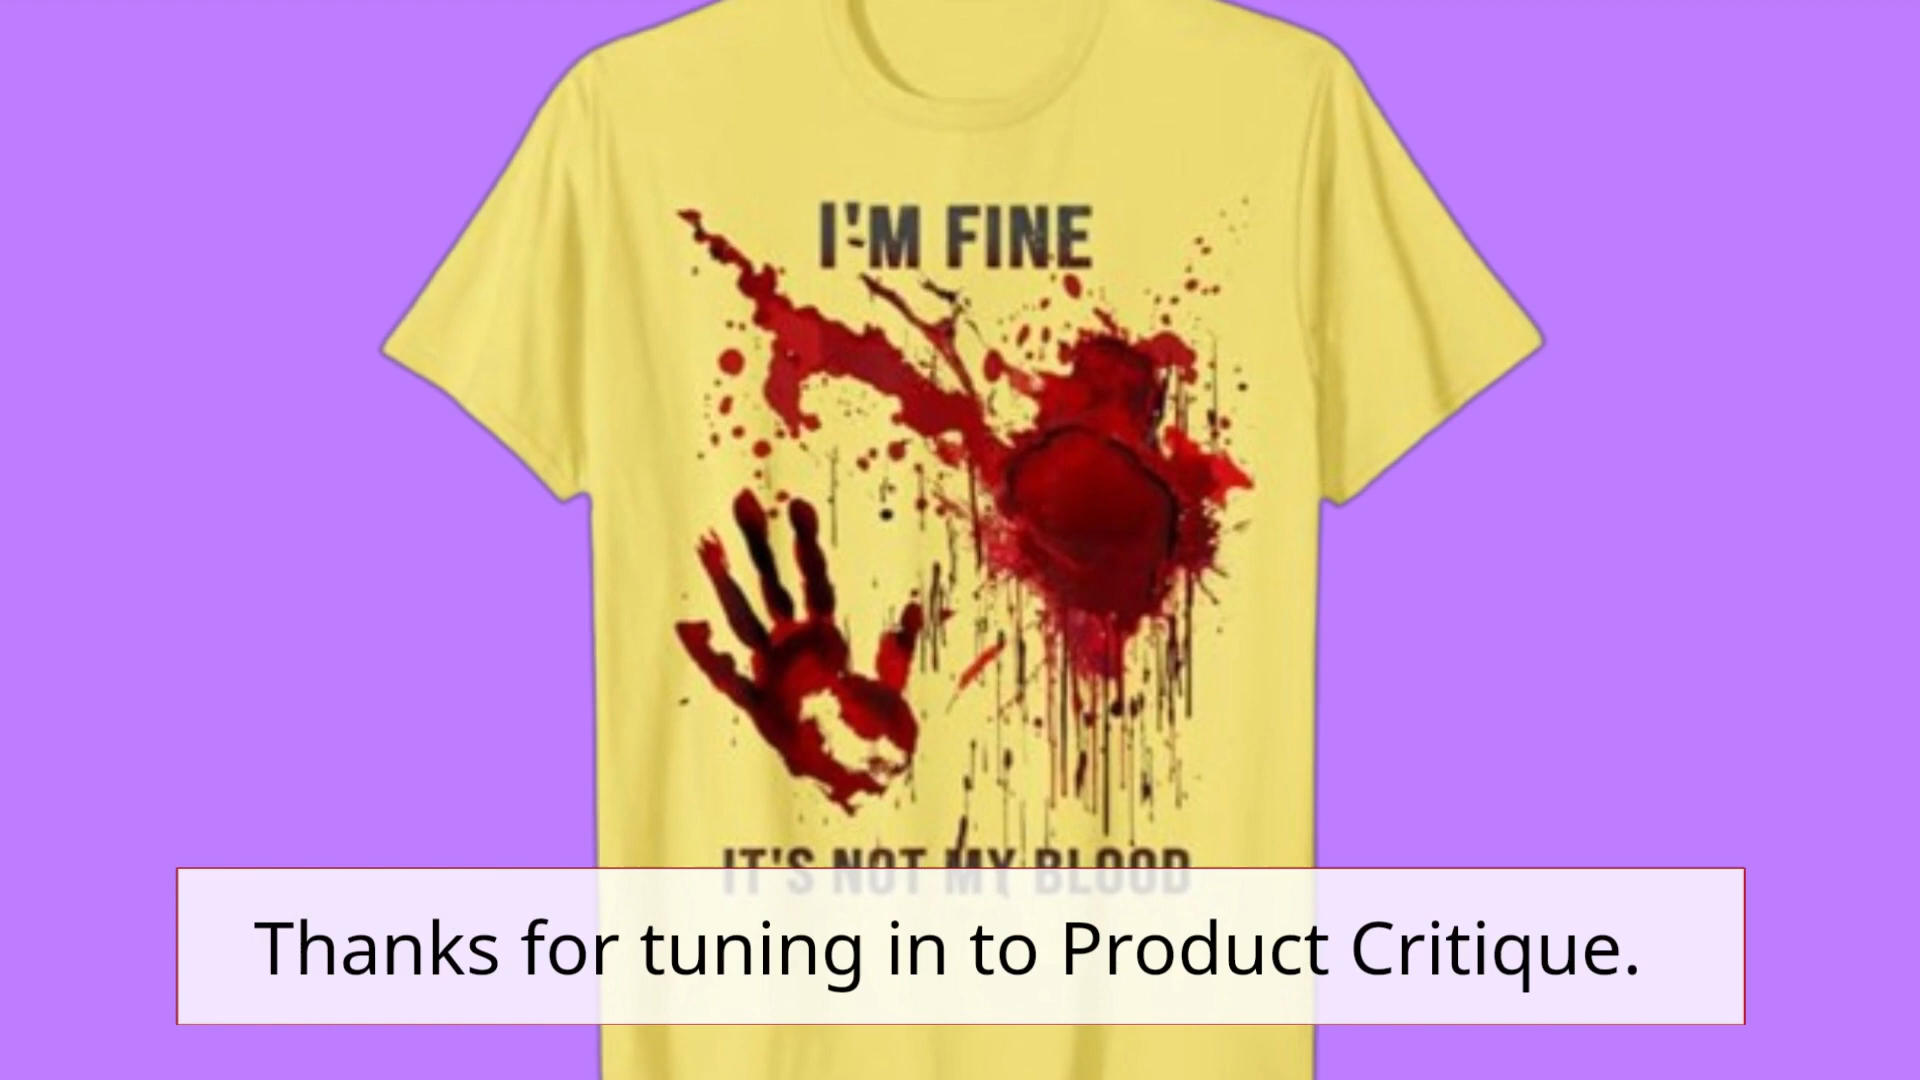 I'M FINE
IT'S NOT MY BLOOD
Thanks for tuning in to Product Critique.